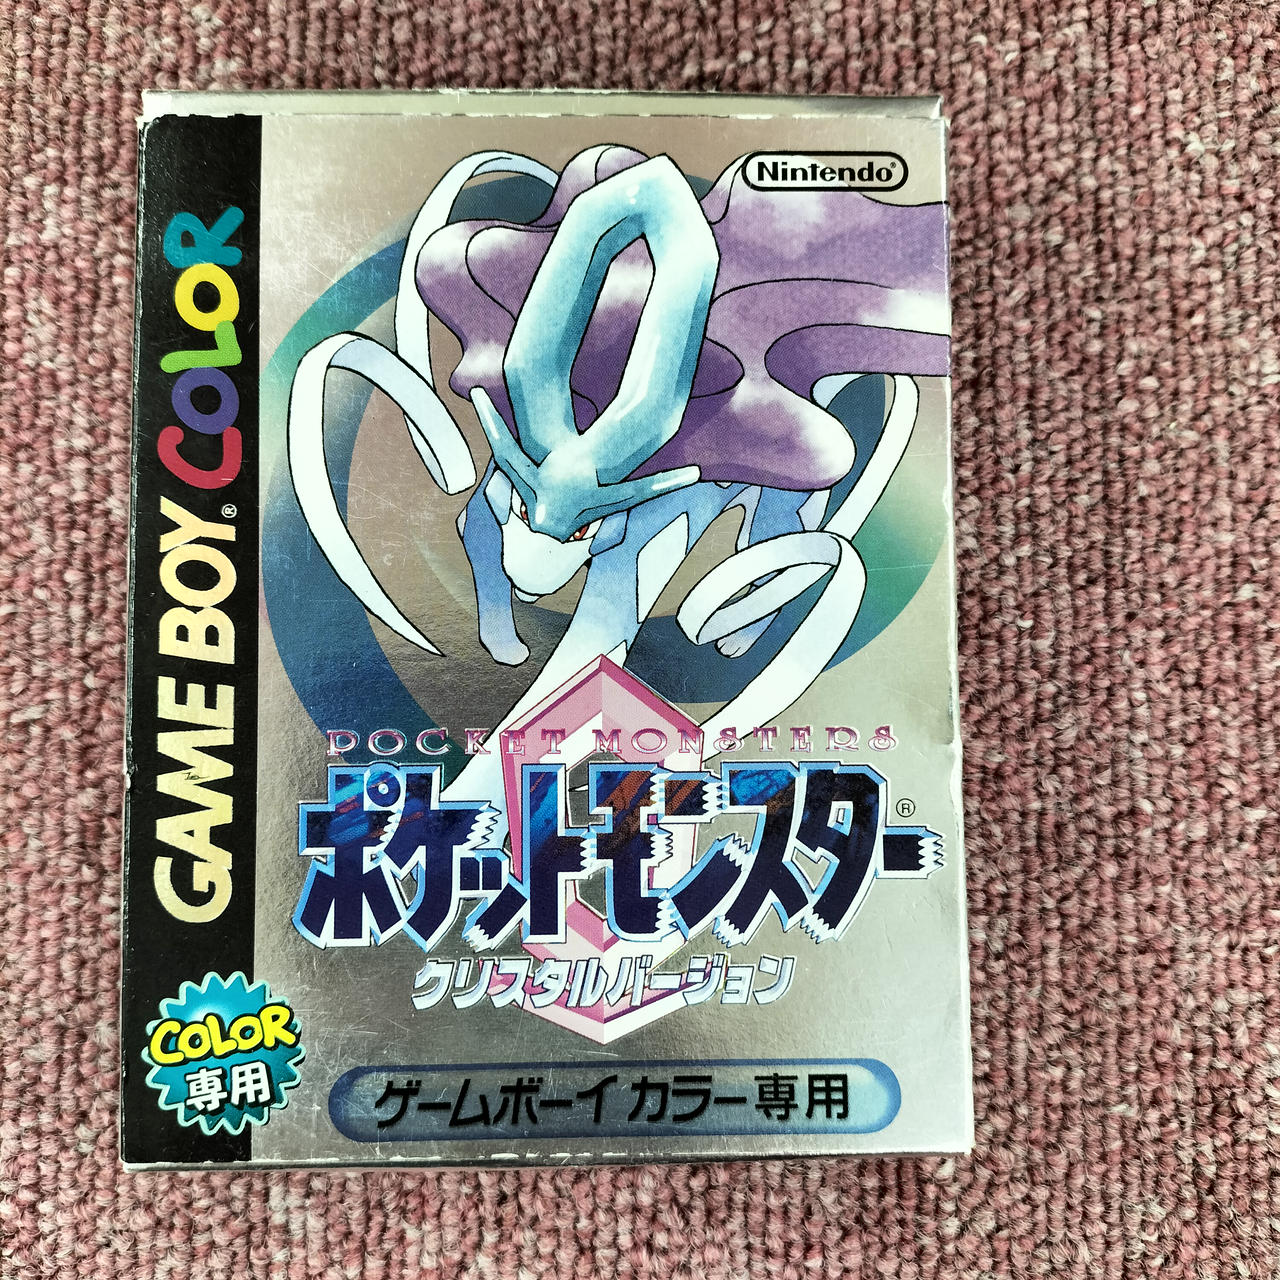 Nintendo®
GAME BOY® COLOR
POCKET MONSTERS
ポケットモンスター®
クリスタルバージョン
COLOR
専用
ゲームボーイ カラー専用